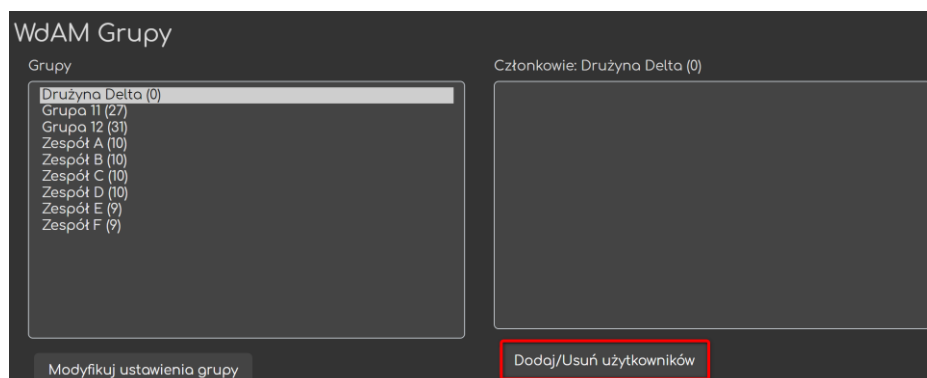 WdAM Grupy
Grupy
Drużyna Delta (0)
Grupa 11 (27)
Grupa 12 (31)
Zespół A (10)
Zespół B (10)
Zespół C (10)
Zespół D (10)
Zespół E (9)
Zespół F (9)
Modyfikuj ustawienia grupy
Członkowie: Drużyna Delta (0)
Dodaj/Usuń użytkowników